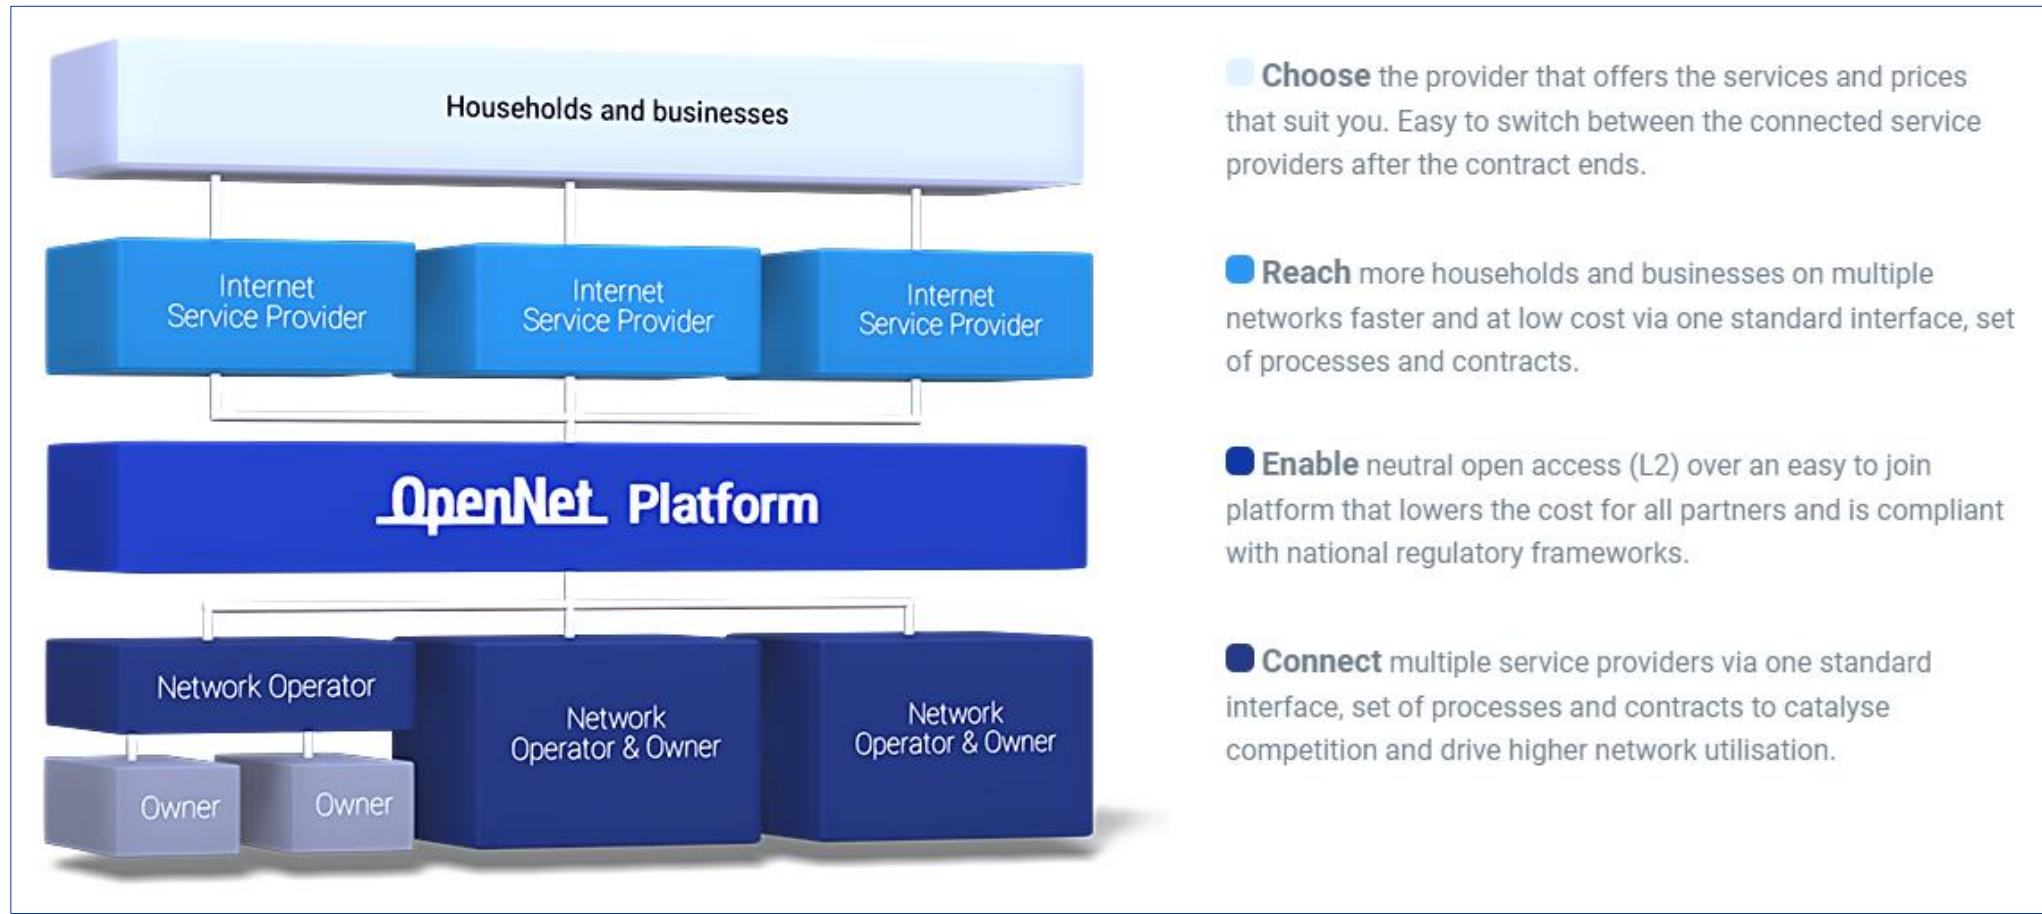 Households and businesses
Internet
Service Provider
Internet
Service Provider
Internet
Service Provider
OpenNet Platform
Network Operator
Owner
Owner
Network
Operator & Owner
Network
Operator & Owner
Choose the provider that offers the services and prices
that suit you. Easy to switch between the connected service
providers after the contract ends.
Reach more households and businesses on multiple
networks faster and at low cost via one standard interface, set
of processes and contracts.
Enable neutral open access (L2) over an easy to join
platform that lowers the cost for all partners and is compliant
with national regulatory frameworks.
Connect multiple service providers via one standard
interface, set of processes and contracts to catalyse
competition and drive higher network utilisation.